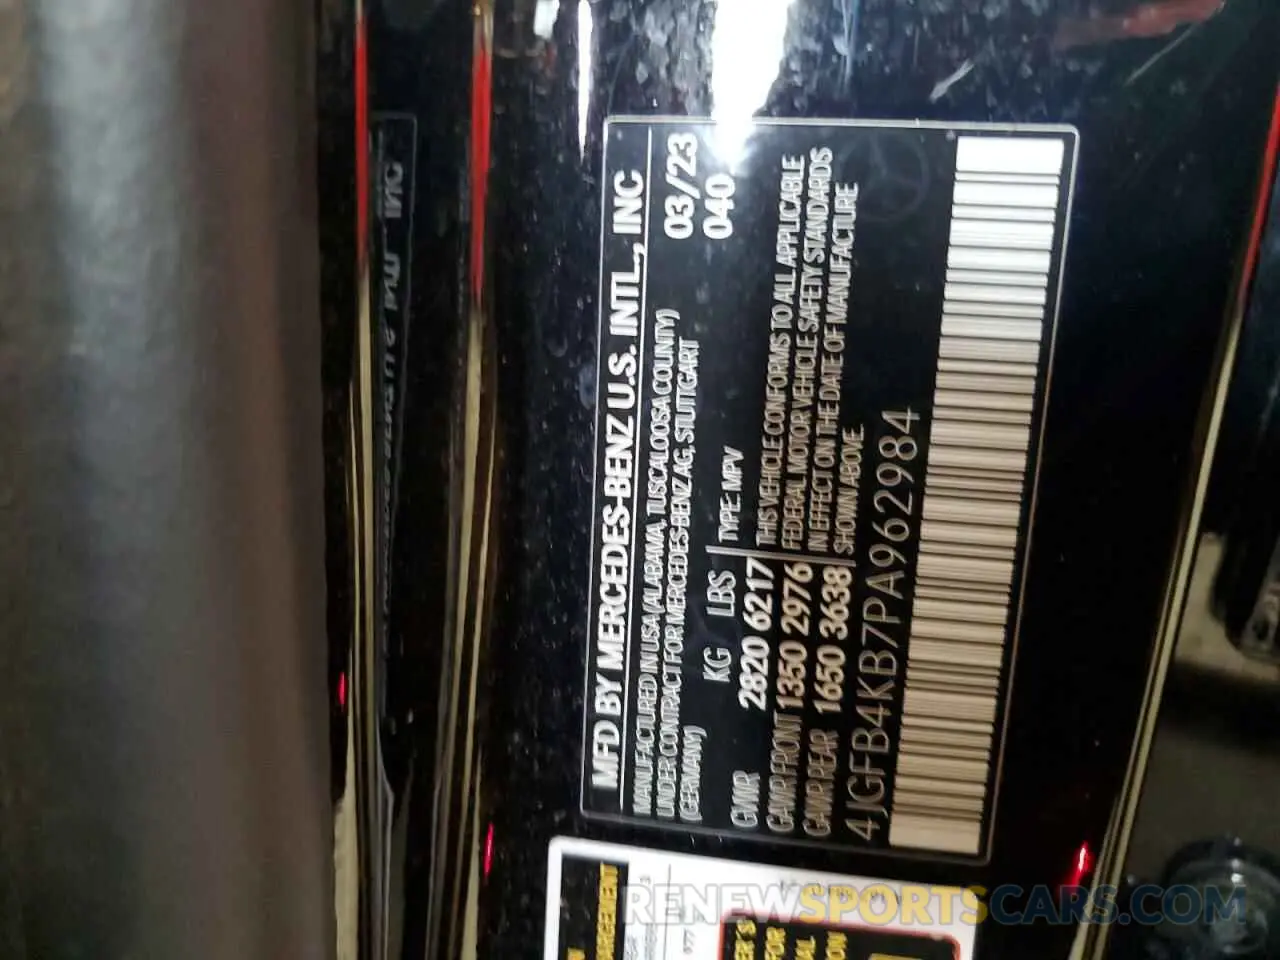 MFD BY MERCEDES-BENZ U.S. INTL., INC
MANUFACTURED IN USA (ALABAMA, TUSCALOOSA COUNTY)
UNDER CONTRACT FOR MERCEDES-BENZ AG, STUTTGART
(GERMANY)
03/23
040
KG LBS
GVWR 2820 6217
GAWR FRONT 1350 2976
GAWR REAR 1650 3638
TYPE: MPV
THIS VEHICLE CONFORMS TO ALL APPLICABLE
FEDERAL MOTOR VEHICLE SAFETY STANDARDS
IN EFFECT ON THE DATE OF MANUFACTURE
SHOWN ABOVE
4JGFB4KB7PA962984
RENEWSPORTSCARS.COM